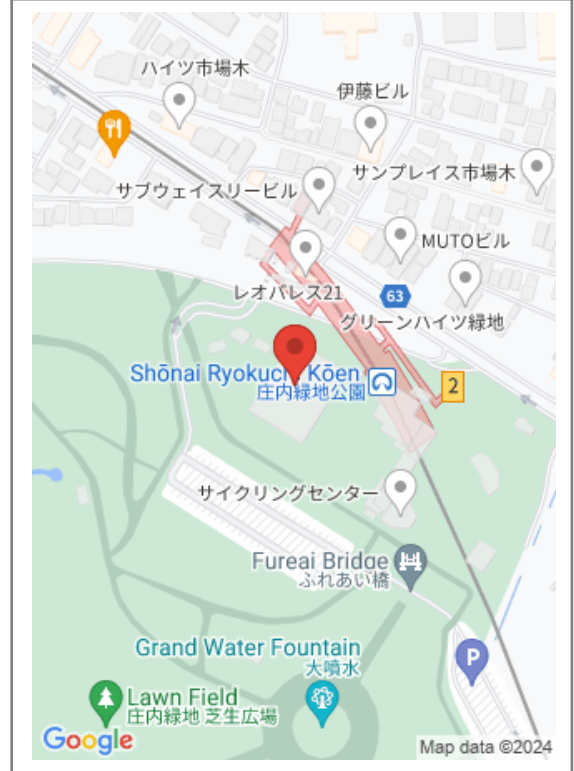 ハイツ市場木
伊藤ビル
サンプレイス市場木
サブウェイスリービル
MUTOビル
レオパレス21
63
グリーンハイツ緑地
Shōnai Ryokuchi Kōen
庄内緑地公園
2
サイクリングセンター
Fureai Bridge
ふれあい橋
Grand Water Fountain
大噴水
P
Lawn Field
庄内緑地 芝生広場
Google
Map data ©2024